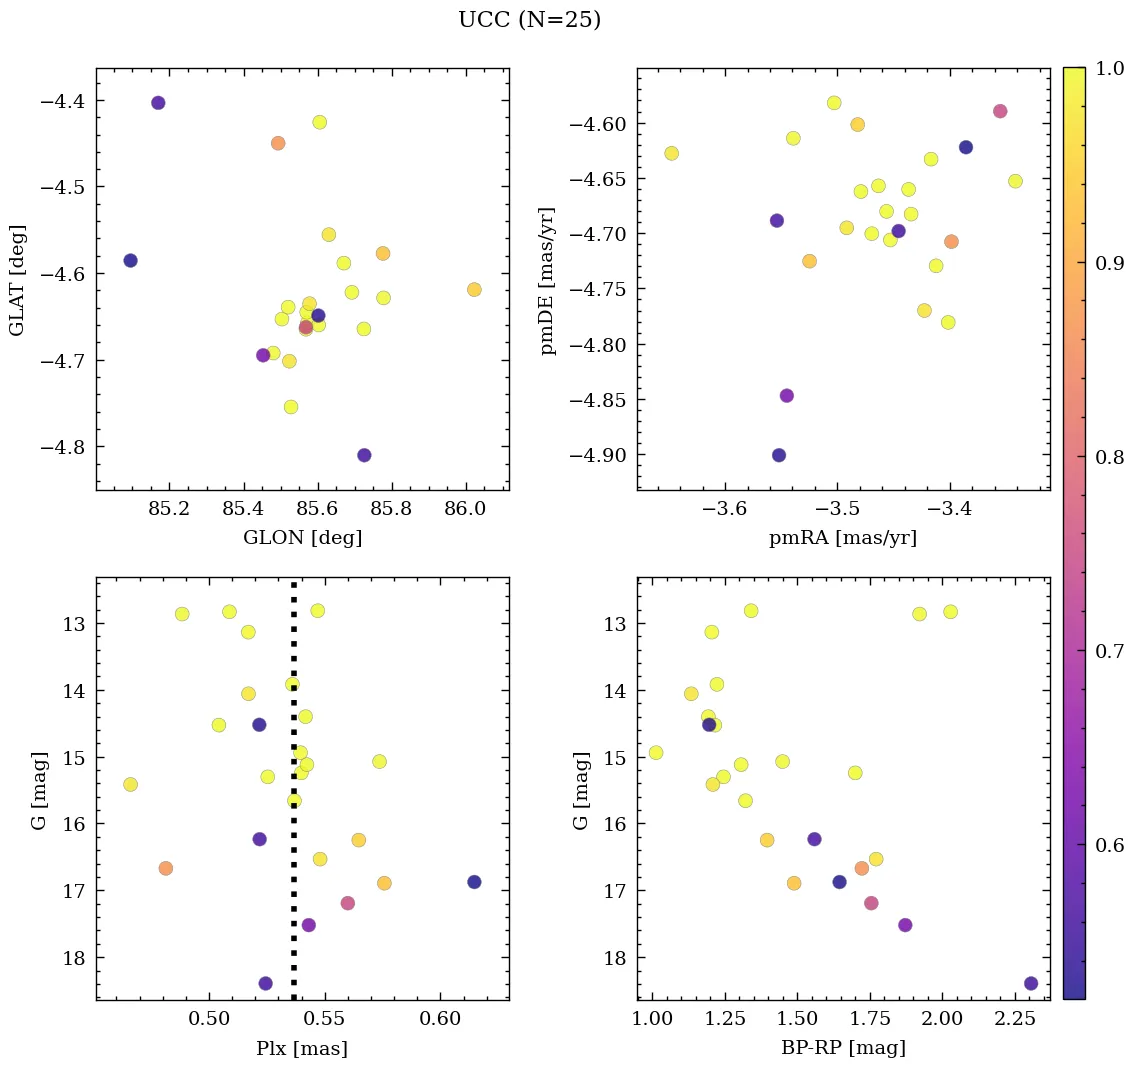 UCC (N=25)
−4.4
−4.5
−4.6
−4.7
−4.8
GLAT [deg]
85.2 85.4 85.6 85.8 86.0
GLON [deg]
−4.60
−4.65
−4.70
−4.75
−4.80
−4.85
−4.90
pmDE [mas/yr]
−3.6 −3.5 −3.4
pmRA [mas/yr]
1.0
0.9
0.8
0.7
0.6
13
14
15
16
17
18
G [mag]
0.50 0.55 0.60
Plx [mas]
13
14
15
16
17
18
G [mag]
1.00 1.25 1.50 1.75 2.00 2.25
BP-RP [mag]